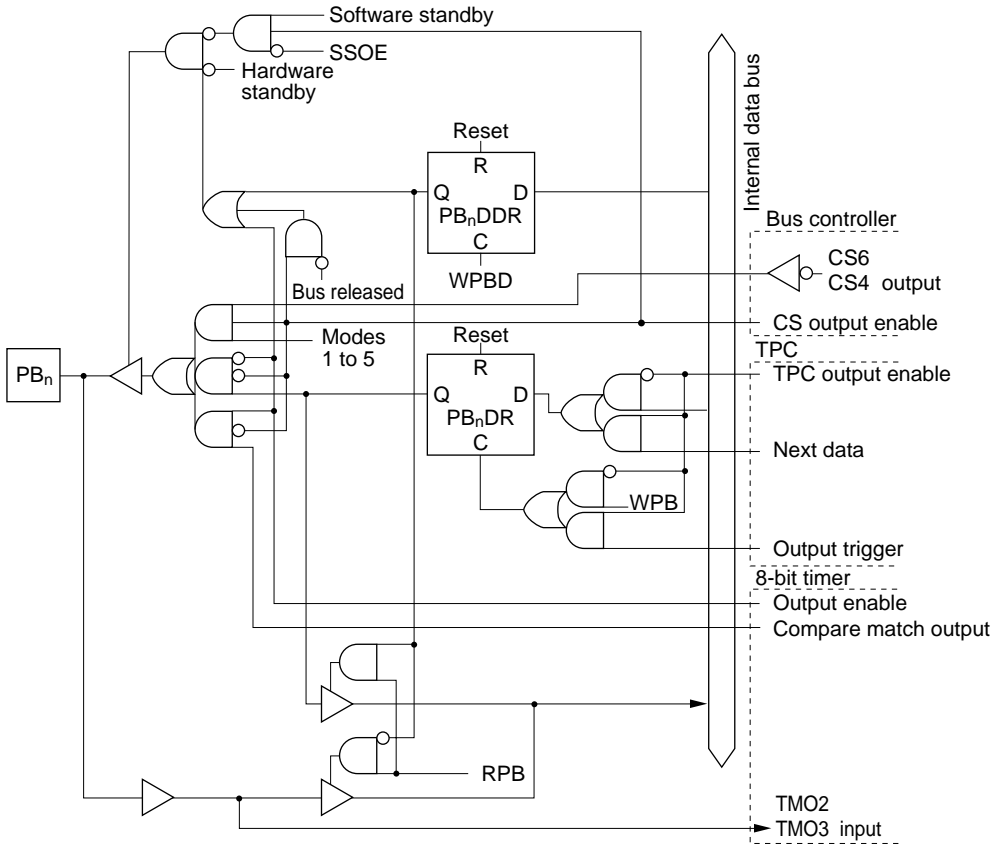 Software standby
SSOE
Hardware
standby
Internal data bus
Reset
R
Q D
PBnDDR
C
WPBD
Bus released
Bus controller
CS6
CS4 output
CS output enable
Modes
1 to 5
Reset
R
Q D
PBnDR
C
TPC
TPC output enable
PBn
Next data
WPB
Output trigger
8-bit timer
Output enable
Compare match output
RPB
TMO2
TMO3 input